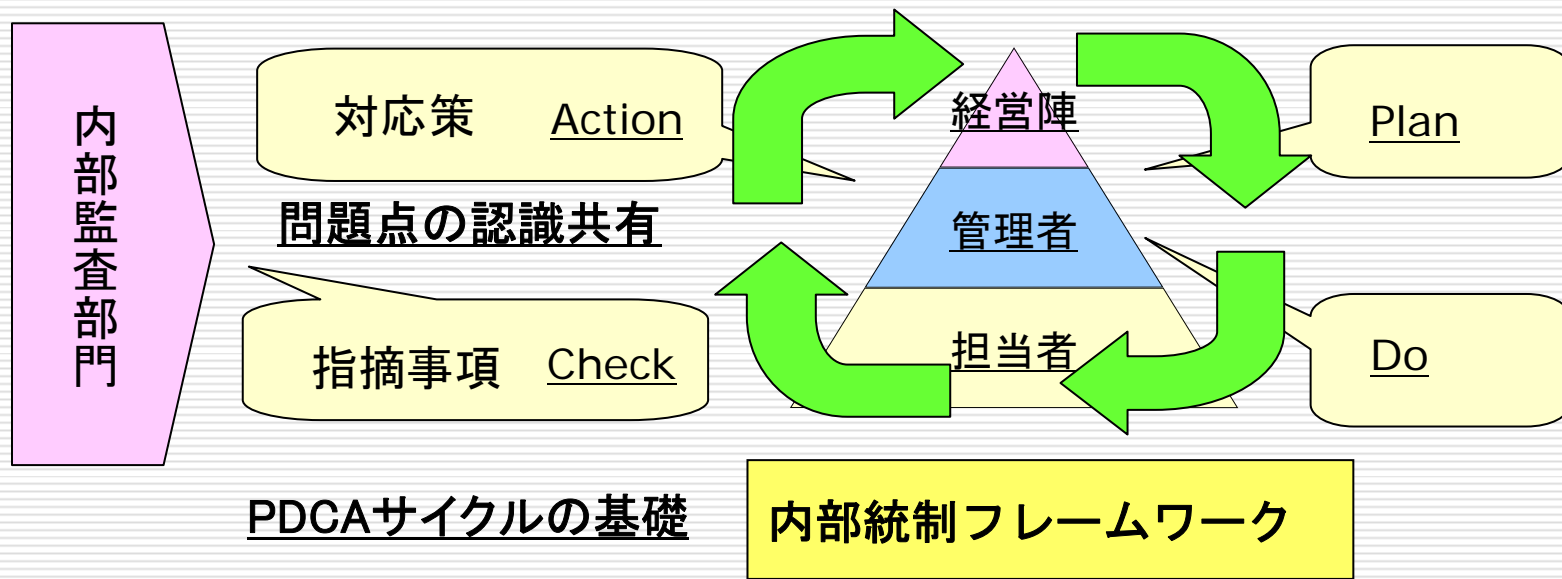 内部監査部門
対応策 Action
問題点の認識共有
指摘事項 Check
経営陣
管理者
担当者
Plan
Do
PDCAサイクルの基礎
内部統制フレームワーク